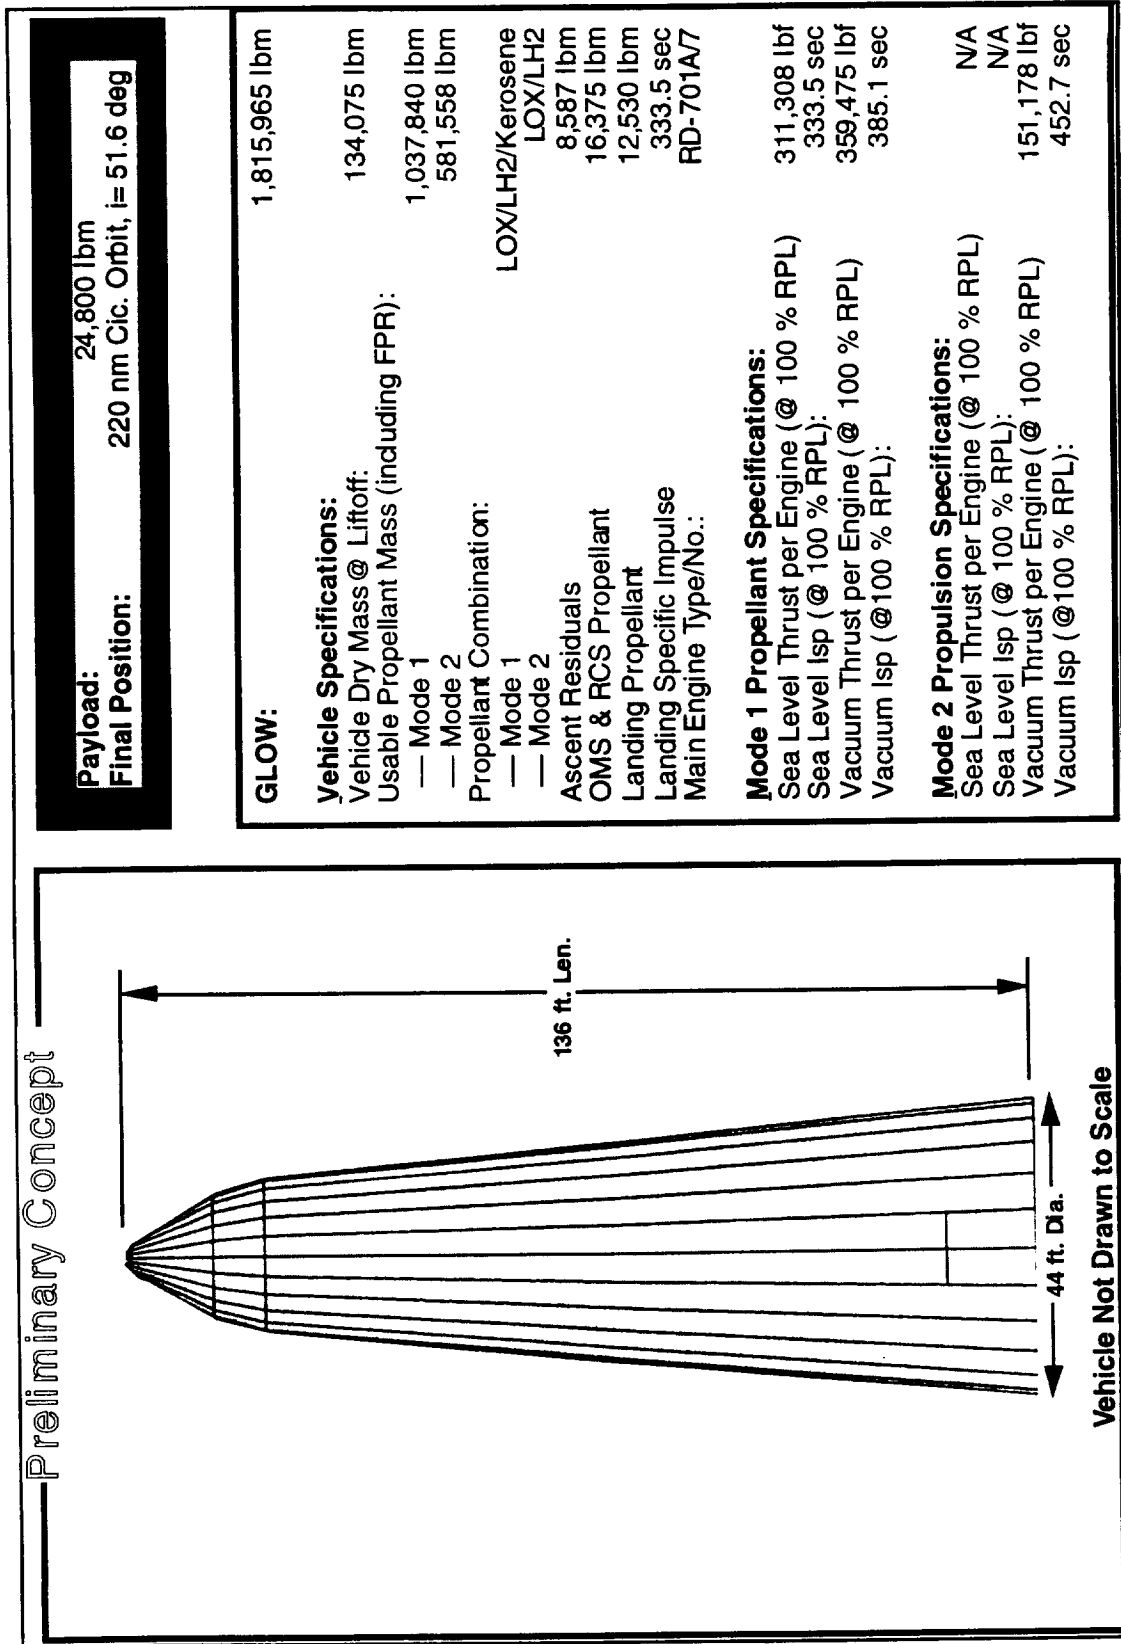 Preliminary Concept
136 ft. Len.
44 ft. Dia.
Vehicle Not Drawn to Scale
Payload: 24,800 lbm
Final Position: 220 nm Cic. Orbit, i= 51.6 deg
GLOW: 1,815,965 lbm
Vehicle Specifications:
Vehicle Dry Mass @ Liftoff: 134,075 lbm
Usable Propellant Mass (including FPR):
— Mode 1 1,037,840 lbm
— Mode 2 581,558 lbm
Propellant Combination:
— Mode 1 LOX/LH2/Kerosene
— Mode 2 LOX/LH2
Ascent Residuals 8,587 lbm
OMS & RCS Propellant 16,375 lbm
Landing Propellant 12,530 lbm
Landing Specific Impulse 333.5 sec
Main Engine Type/No.: RD-701A/7
Mode 1 Propellant Specifications:
Sea Level Thrust per Engine (@ 100 % RPL) 311,308 lbf
Sea Level Isp (@ 100 % RPL): 333.5 sec
Vacuum Thrust per Engine (@ 100 % RPL) 359,475 lbf
Vacuum Isp (@100 % RPL): 385.1 sec
Mode 2 Propulsion Specifications:
Sea Level Thrust per Engine (@ 100 % RPL) N/A
Sea Level Isp (@ 100 % RPL): N/A
Vacuum Thrust per Engine (@ 100 % RPL) 151,178 lbf
Vacuum Isp (@100 % RPL): 452.7 sec